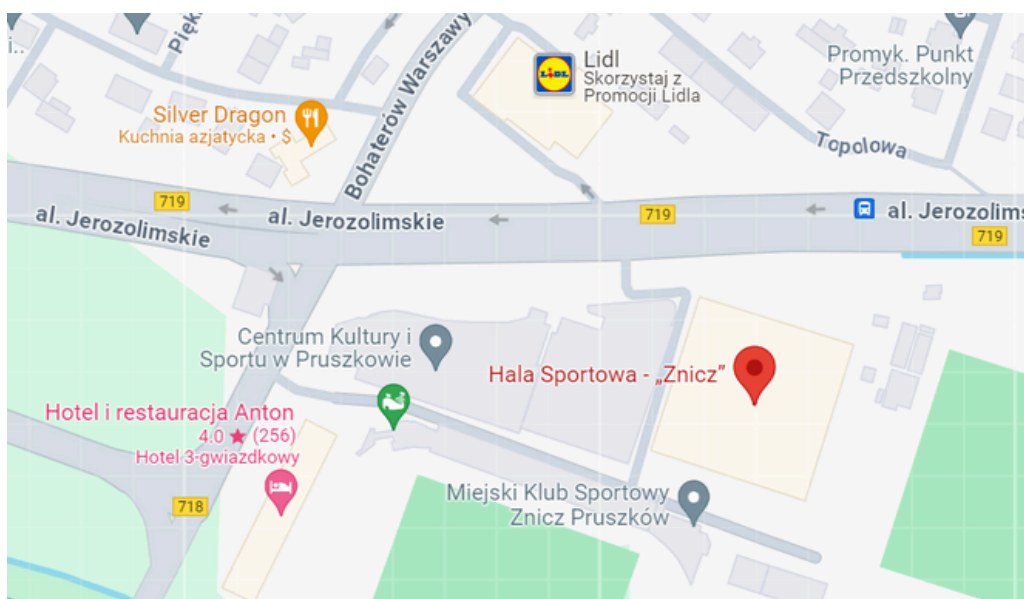 Pięk
i..
Bohaterów Warszawy
Lidl
Skorzystaj z
Promocji Lidla
LIDL
Promyk. Punkt
Przedszkolny
Silver Dragon
Kuchnia azjatycka • $
Topolowa
719
al. Jerozolimskie
al. Jerozolimskie
719
al. Jerozolims
719
Centrum Kultury i
Sportu w Pruszkowie
Hala Sportowa - „Znicz”
Hotel i restauracja Anton
4.0 ★ (256)
Hotel 3-gwiazdkowy
718
Miejski Klub Sportowy
Znicz Pruszków